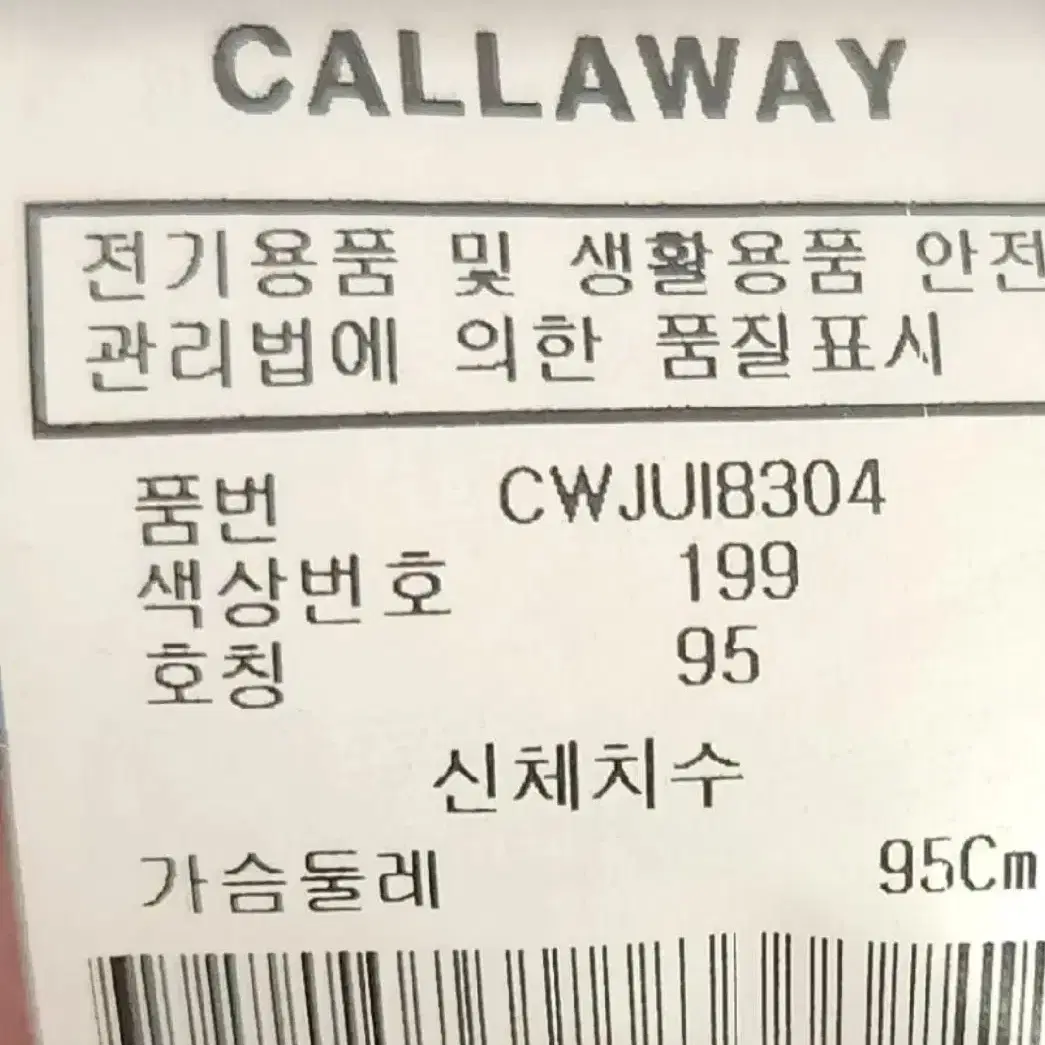 CALLAWAY
전기용품 및 생활용품 안전
관리법에 의한 품질표시
품번 CWJUI8304
색상번호 199
호칭 95
신체치수
가슴둘레 95Cm